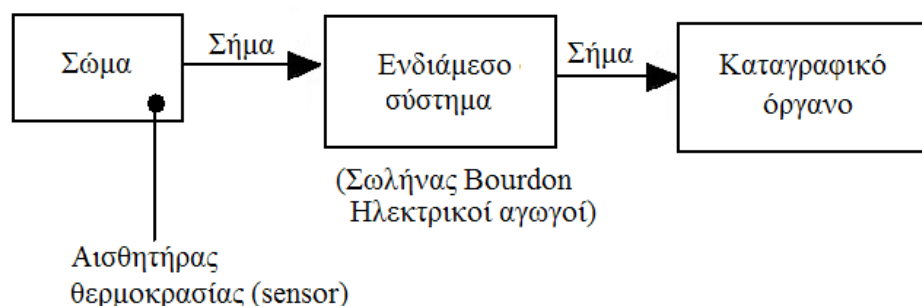 Σώμα
Σήμα
Ενδιάμεσο
σύστημα
Σήμα
Καταγραφικό
όργανο
(Σωλήνας Bourdon
Ηλεκτρικοί αγωγοί)
Αισθητήρας
θερμοκρασίας (sensor)